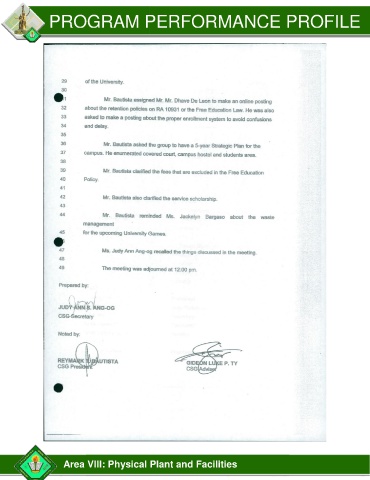 PROGRAM PERFORMANCE PROFILE
29 of the University.
30
31 Mr. Bautista assigned Mr. Mr. Dhave De Leon to make an online posting
32 about the retention policies on RA 10931 or the Free Education Law. He was also
33 asked to make a posting about the proper enrollment system to avoid confusions
34 and delay.
35
36 Mr. Bautista asked the group to have a 5-year Strategic Plan for the
37 campus. He enumerated covered court, campus hostel and students area.
38
39 Mr. Bautista clarified the fees that are excluded in the Free Education
40 Policy.
41
42 Mr. Bautista also clarified the service scholarship.
43
44 Mr. Bautista reminded Ms. Jackelyn Dargaso about the waste
management
45 for the upcoming University Games.
47 Ms. Judy Ann Ang-og recalled the things discussed in the meeting.
48
49 The meeting was adjourned at 12:00 pm.
Prepared by:
JUDY ANN S. ANG-OG
CSG-Secretary
Noted by:
REYMARK BAUTISTA
CSG President
GIDEON LUKE P. TY
CSG Adviser
Area VIII: Physical Plant and Facilities